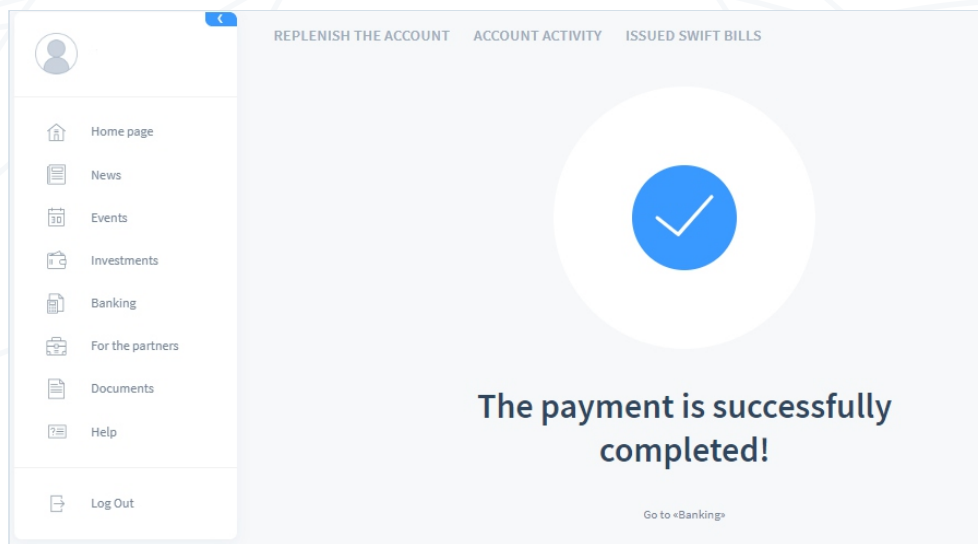 REPLENISH THE ACCOUNT ACCOUNT ACTIVITY ISSUED SWIFT BILLS
Home page
News
30
Events
Investments
Banking
For the partners
Documents
Help
Log Out
The payment is successfully
completed!
Go to «Banking»